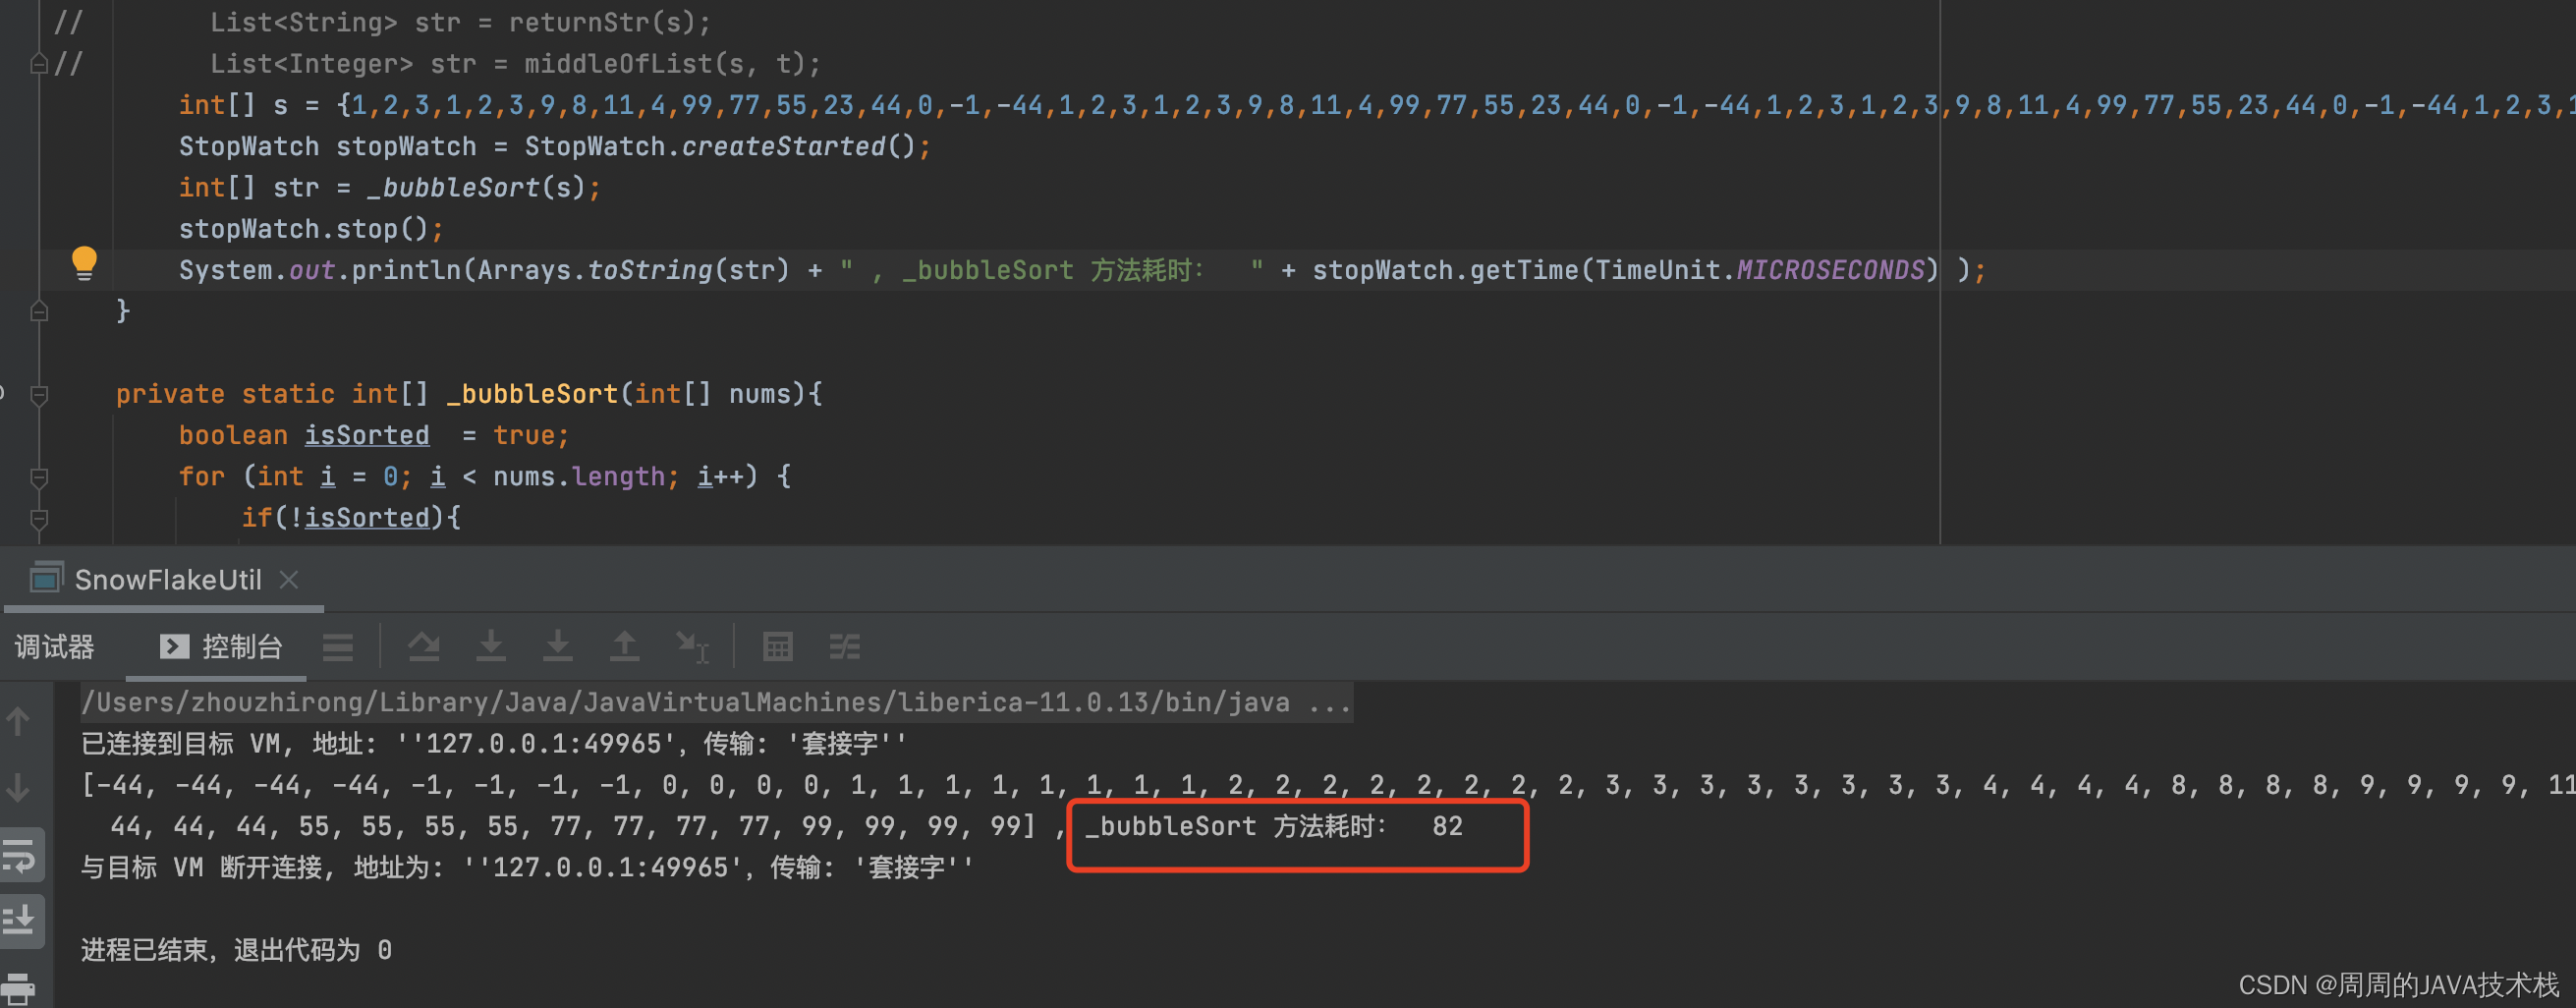 //        List<String> str = returnStr(s);
//        List<Integer> str = middleOfList(s, t);
int[] s = {1,2,3,1,2,3,9,8,11,4,99,77,55,23,44,0,-1,-44,1,2,3,1,2,3,9,8,11,4,99,77,55,23,44,0,-1,-44,1,2,3,1,2,3,9,8,11,4,99,77,55,23,44,0,-1,-44,1,2,3,1
StopWatch stopWatch = StopWatch.createStarted();
int[] str = _bubbleSort(s);
stopWatch.stop();
System.out.println(Arrays.toString(str) + " , _bubbleSort 方法耗时:  " + stopWatch.getTime(TimeUnit.MICROSECONDS) );
}
private static int[] _bubbleSort(int[] nums){
boolean isSorted  = true;
for (int i = 0; i < nums.length; i++) {
if(!isSorted){
SnowFlakeUtil
调试器 控制台
/Users/zhouzhirong/Library/Java/JavaVirtualMachines/liberica-11.0.13/bin/java ...
已连接到目标 VM, 地址: ''127.0.0.1:49965', 传输: '套接字''
[-44, -44, -44, -44, -1, -1, -1, -1, 0, 0, 0, 0, 1, 1, 1, 1, 1, 1, 1, 1, 2, 2, 2, 2, 2, 2, 2, 2, 3, 3, 3, 3, 3, 3, 3, 3, 4, 4, 4, 4, 8, 8, 8, 8, 9, 9, 9, 9, 11
44, 44, 44, 55, 55, 55, 55, 77, 77, 77, 77, 99, 99, 99, 99] , _bubbleSort 方法耗时:  82
与目标 VM 断开连接, 地址为: ''127.0.0.1:49965', 传输: '套接字''
进程已结束，退出代码为 0
CSDN @周周的JAVA技术栈